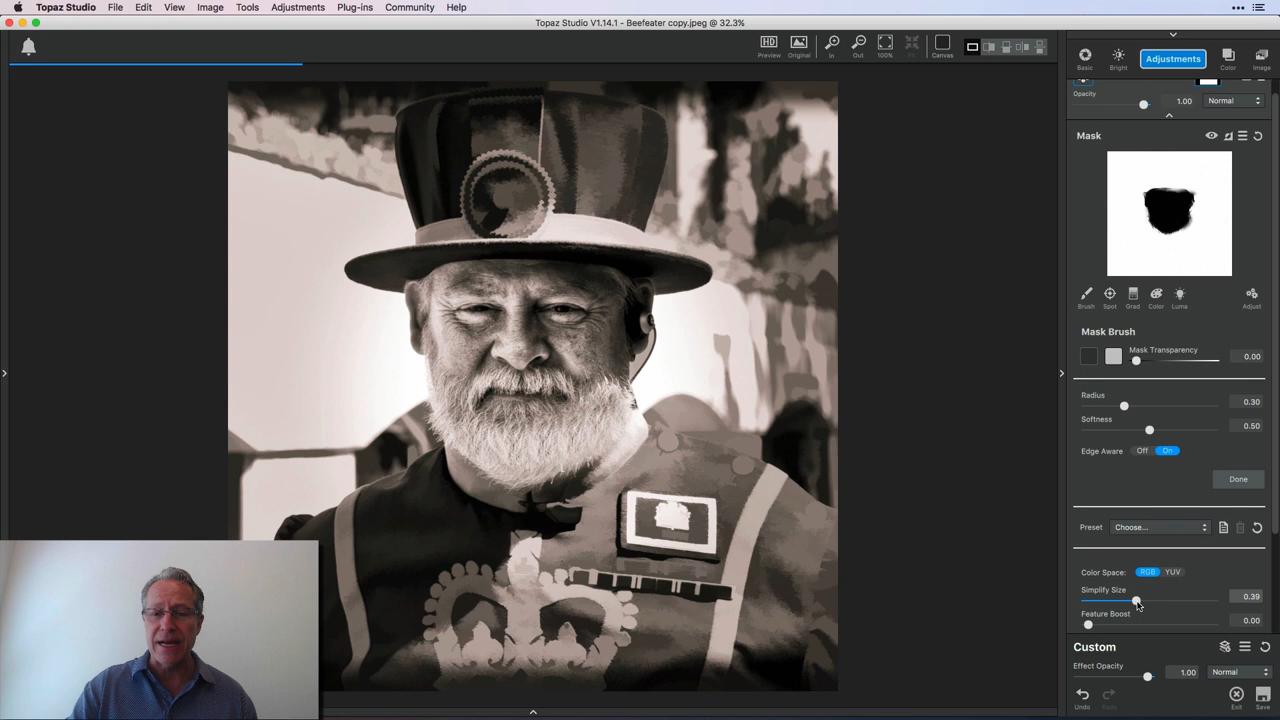 Topaz Studio File Edit View Image Tools Adjustments Plug-ins Community Help
Topaz Studio V1.14.1 - Beefeater copy.jpeg @ 32.3%
HD
Preview Original In Out 100% Canvas
Basic Bright Adjustments Color Image
Opacity 1.00 Normal
Mask
Brush Spot Grad Color Luma Adjust
Mask Brush
Mask Transparency
0.00
Radius 0.30
Softness 0.50
Edge Aware Off On
Done
Preset Choose...
Color Space: RGB YUV
Simplify Size 0.39
Feature Boost 0.00
Custom
Effect Opacity 1.00 Normal
Undo Redo Exit Save